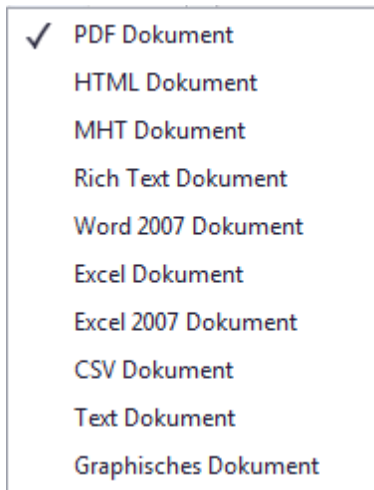 PDF Dokument
HTML Dokument
MHT Dokument
Rich Text Dokument
Word 2007 Dokument
Excel Dokument
Excel 2007 Dokument
CSV Dokument
Text Dokument
Graphisches Dokument